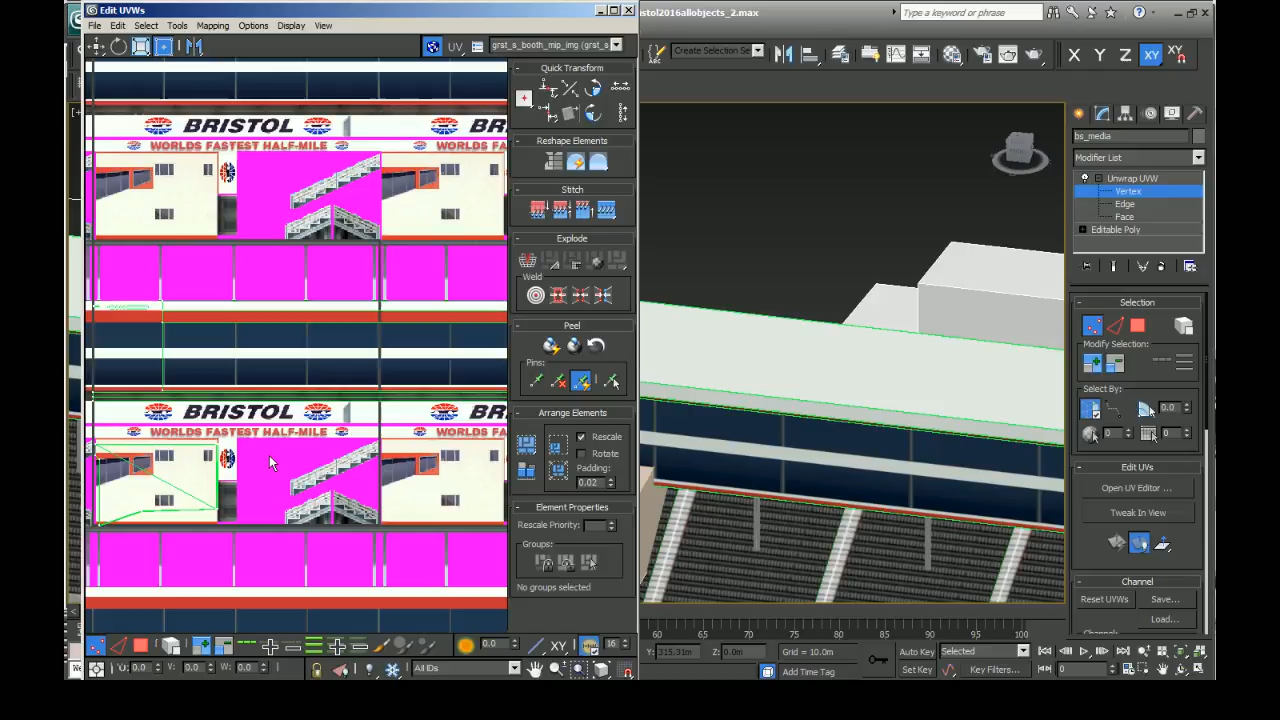 Edit UVWs
File Edit Select Tools Mapping Options Display View
UV
grst_s_booth_mip_img (grst_s
istol2016allobjects_2.max
Type a keyword or phrase
Create Selection Se
X Y Z XY XY
Quick Transform
Reshape Elements
Stitch
Explode
Weld
Peel
Pins:
Arrange Elements
Rescale
Rotate
Padding:
0.02
Element Properties
Rescale Priority:
Groups:
No groups selected
BRISTOL
WORLDS FASTEST HALF-MILE
BRISTOL
WORLDS FASTEST HALF-MILE
bs_media
Modifier List
Unwrap UVW
Vertex
Edge
Face
Editable Poly
Selection
Modify Selection:
Select By:
0.0
0
0
Edit UVs
Open UV Editor ...
Tweak In View
Channel
Reset UVWs
Save...
Load...
0.0
XY
16
U: 0.0 V: 0.0 W: 0.0
All IDs
60 65 70 75 80 85 90 95 100
Y: 315.31m Z: 0.0m Grid = 10.0m
Add Time Tag
Auto Key Selected
Set Key Key Filters...
0